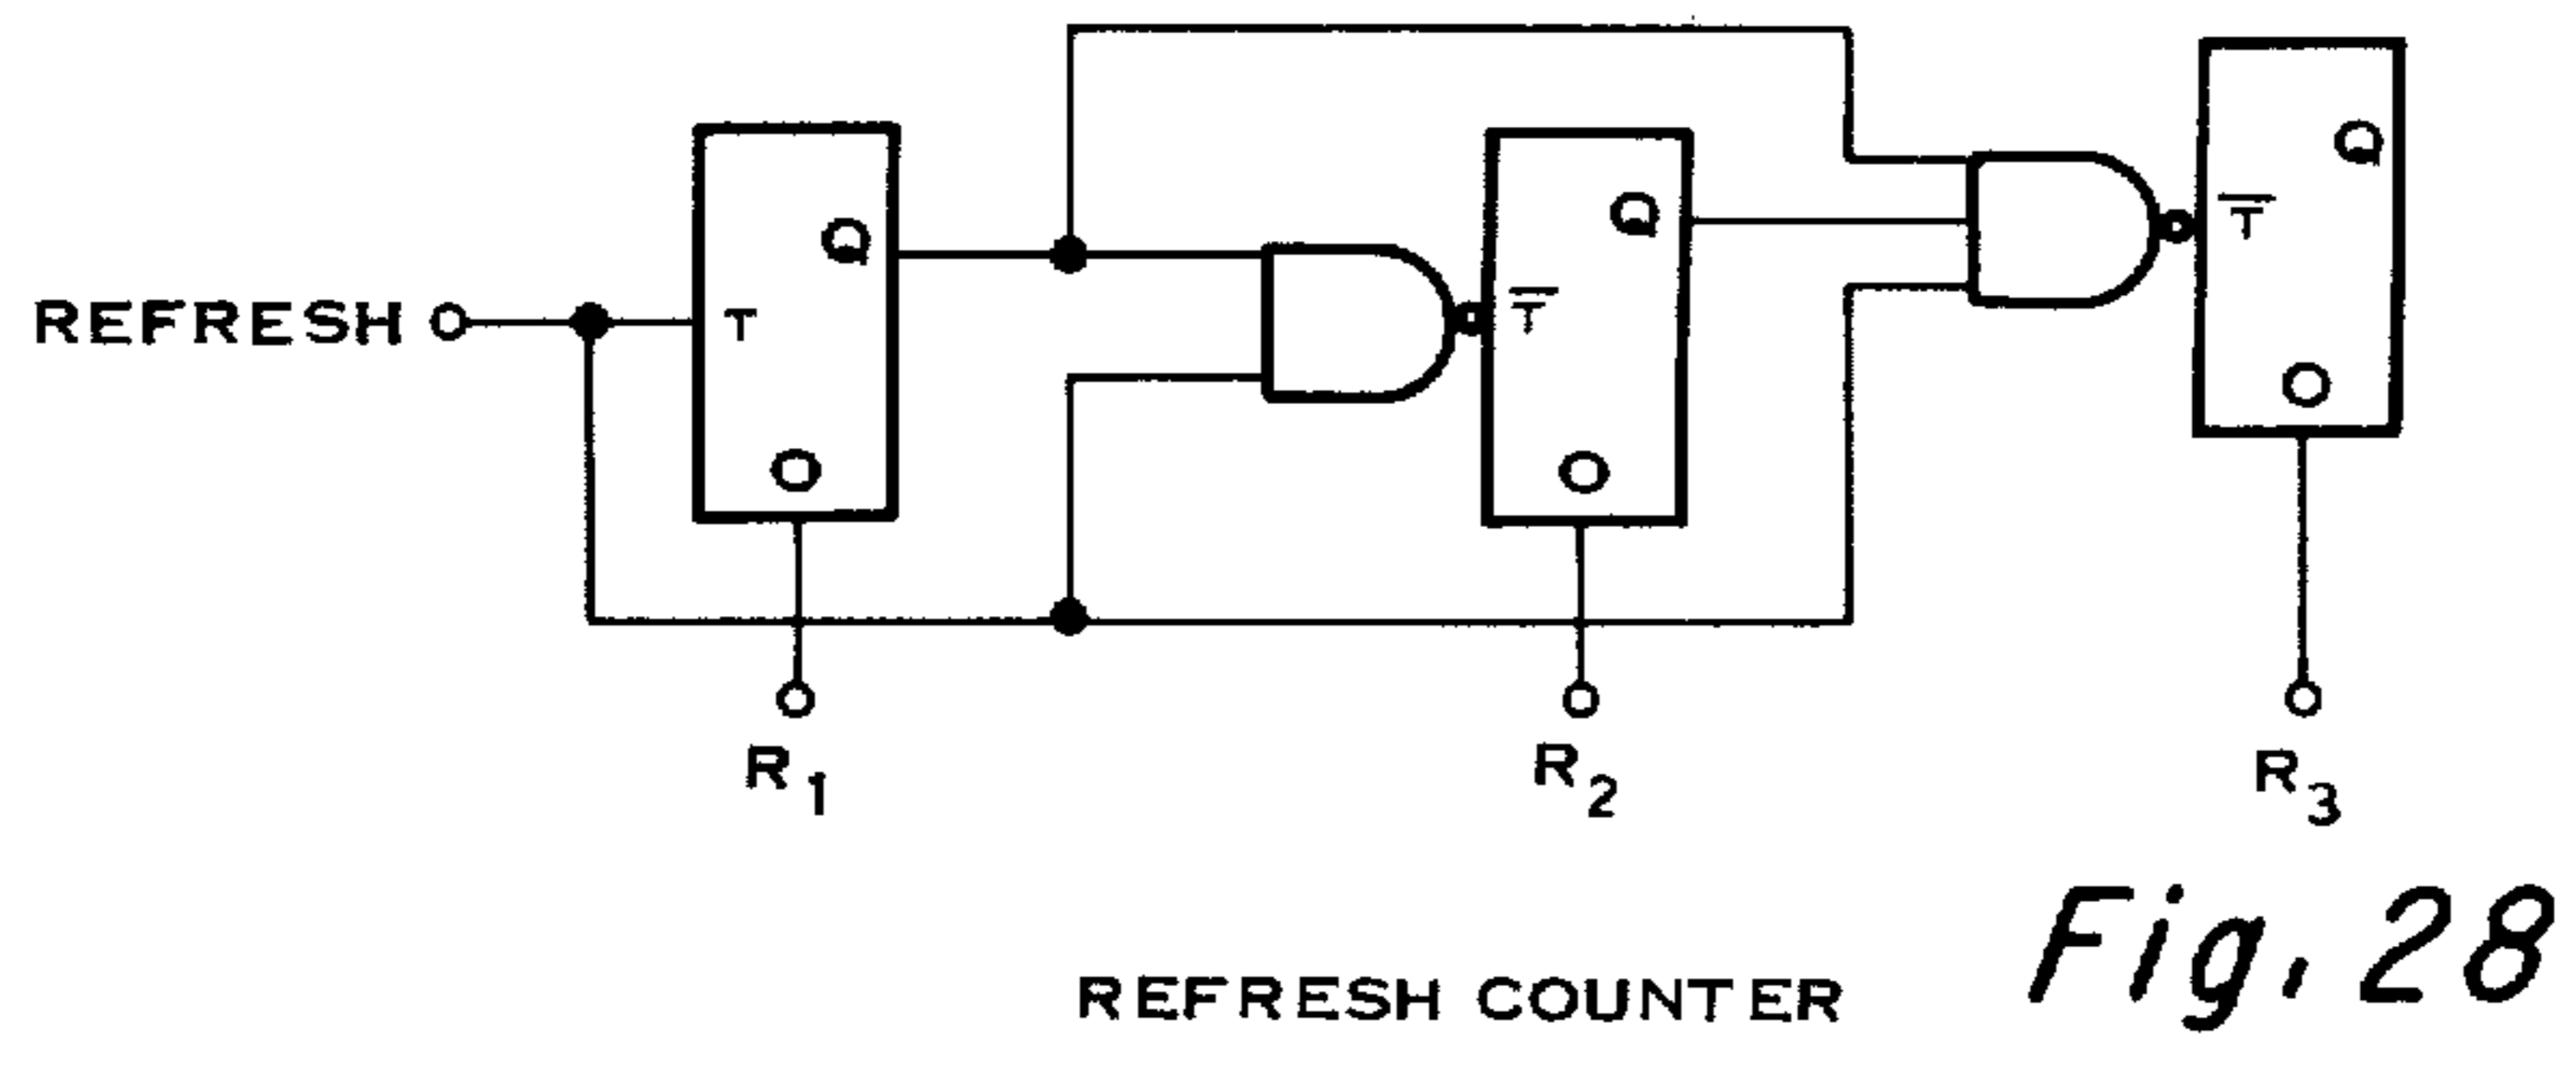 REFRESH
T
Q
O
R1
T̅
Q
O
R2
T̅
Q
O
R3
REFRESH COUNTER
Fig. 28